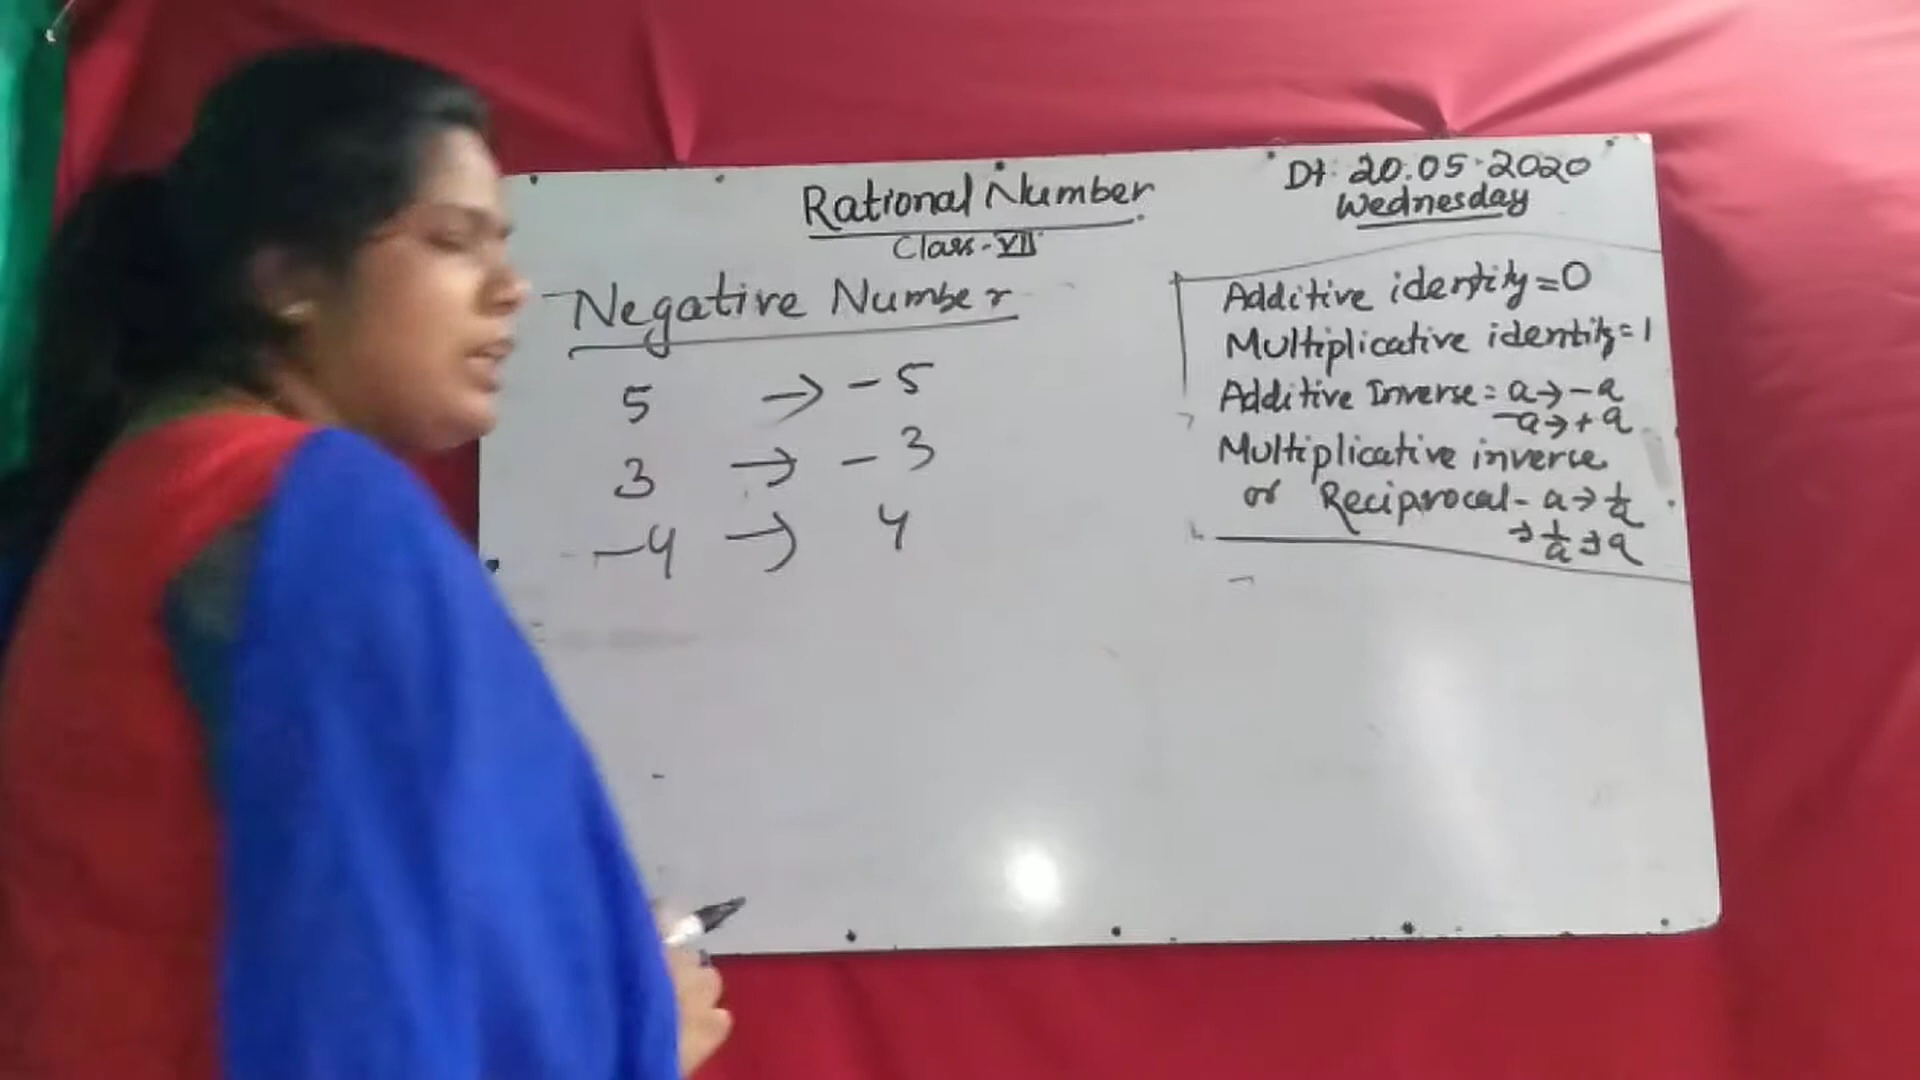 Rational Number
Class-VII
Dt: 20.05.2020
Wednesday
Negative Number
5 → -5
3 → -3
-4 → 4
Additive identity = 0
Multiplicative identity = 1
Additive Inverse = a → -a
-a → +a
Multiplicative inverse
or Reciprocal - a → 1/a
→ 1/a → a